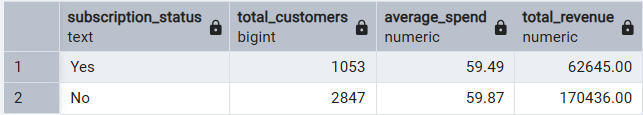 subscription_status total_customers average_spend total_revenue
text bigint numeric numeric
1 Yes 1053 59.49 62645.00
2 No 2847 59.87 170436.00